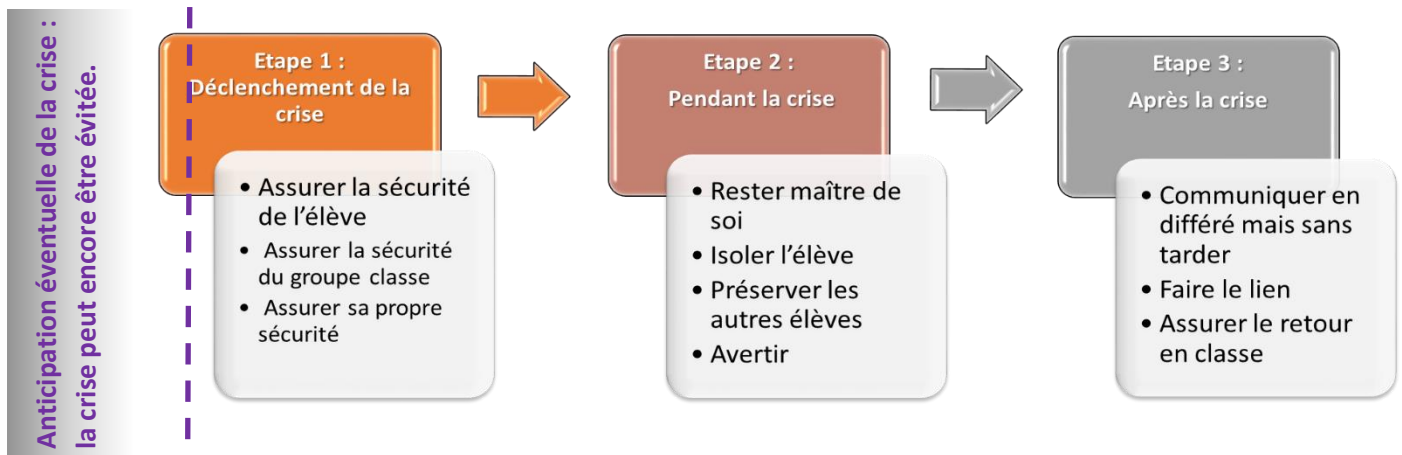 Anticipation éventuelle de la crise :
la crise peut encore être évitée.
Etape 1 :
Déclenchement de la
crise
• Assurer la sécurité
de l'élève
• Assurer la sécurité
du groupe classe
• Assurer sa propre
sécurité
Etape 2 :
Pendant la crise
• Rester maître de
soi
• Isoler l'élève
• Préserver les
autres élèves
• Avertir
Etape 3 :
Après la crise
• Communiquer en
différé mais sans
tarder
• Faire le lien
• Assurer le retour
en classe